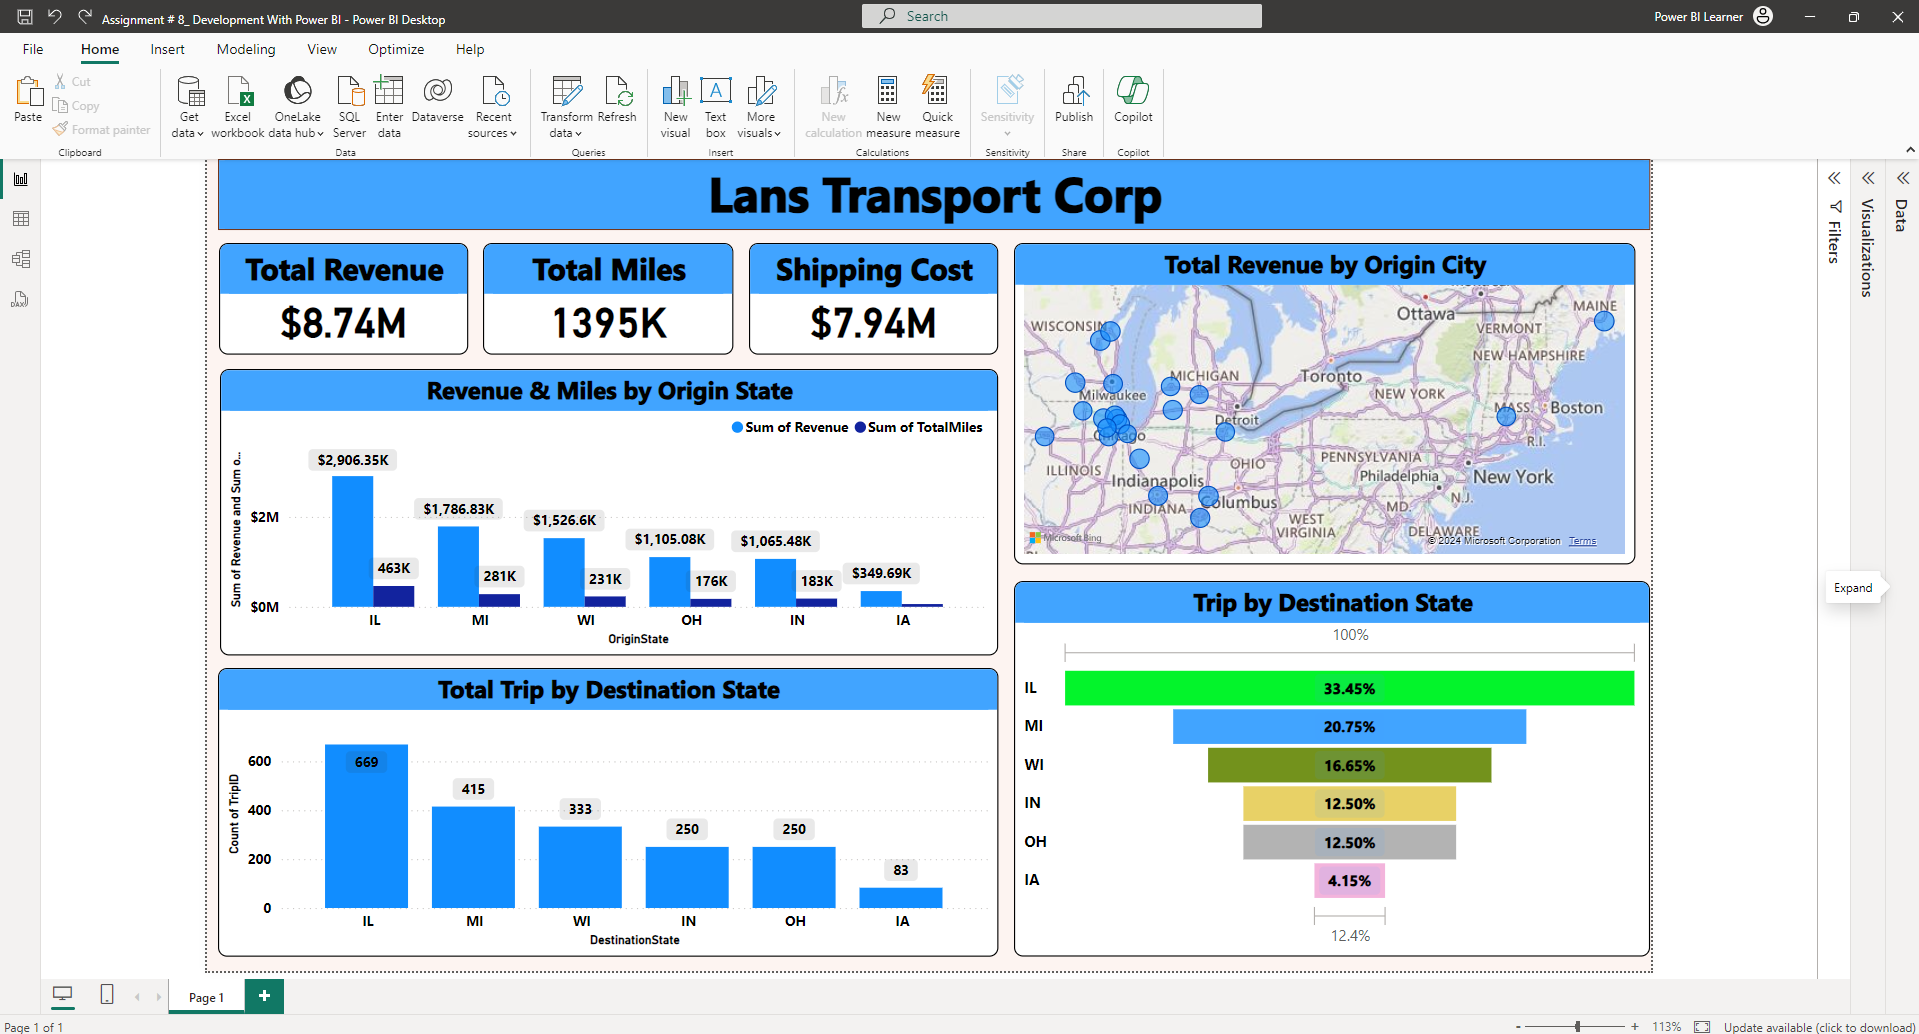 Assignment # 8_ Development With Power BI - Power BI Desktop
Search
Power BI Learner
File
Home
Insert
Modeling
View
Optimize
Help
Paste
Cut
Copy
Format painter
Clipboard
Get data
Excel workbook
OneLake data hub
SQL Server
Enter data
Dataverse
Recent sources
Data
Transform data
Refresh
Queries
New visual
Text box
More visuals
Insert
New calculation
New measure
Quick measure
Calculations
Sensitivity
Sensitivity
Publish
Share
Copilot
Copilot
DAX
Lans Transport Corp
Total Revenue
$8.74M
Total Miles
1395K
Shipping Cost
$7.94M
Revenue & Miles by Origin State
Sum of Revenue
Sum of TotalMiles
Sum of Revenue and Sum o...
$2M
$0M
$2,906.35K
463K
$1,786.83K
281K
$1,526.6K
231K
$1,105.08K
176K
$1,065.48K
183K
$349.69K
IL
MI
WI
OH
IN
IA
OriginState
Total Trip by Destination State
Count of TripID
600
400
200
0
669
415
333
250
250
83
IL
MI
WI
IN
OH
IA
DestinationState
Total Revenue by Origin City
WISCONSIN
Ottawa
MAINE
VERMONT
NEW HAMPSHIRE
MICHIGAN
Toronto
Milwaukee
NEW YORK
MASS.
Boston
Detroit
Chicago
R.I.
ILLINOIS
OHIO
PENNSYLVANIA
Philadelphia
New York
Indianapolis
Columbus
N.J.
INDIANA
MD.
WEST VIRGINIA
DELAWARE
Microsoft Bing
© 2024 Microsoft Corporation
Terms
Trip by Destination State
100%
IL
33.45%
MI
20.75%
WI
16.65%
IN
12.50%
OH
12.50%
IA
4.15%
12.4%
Filters
Visualizations
Data
Expand
Page 1
Page 1 of 1
- + 113%
Update available (click to download)